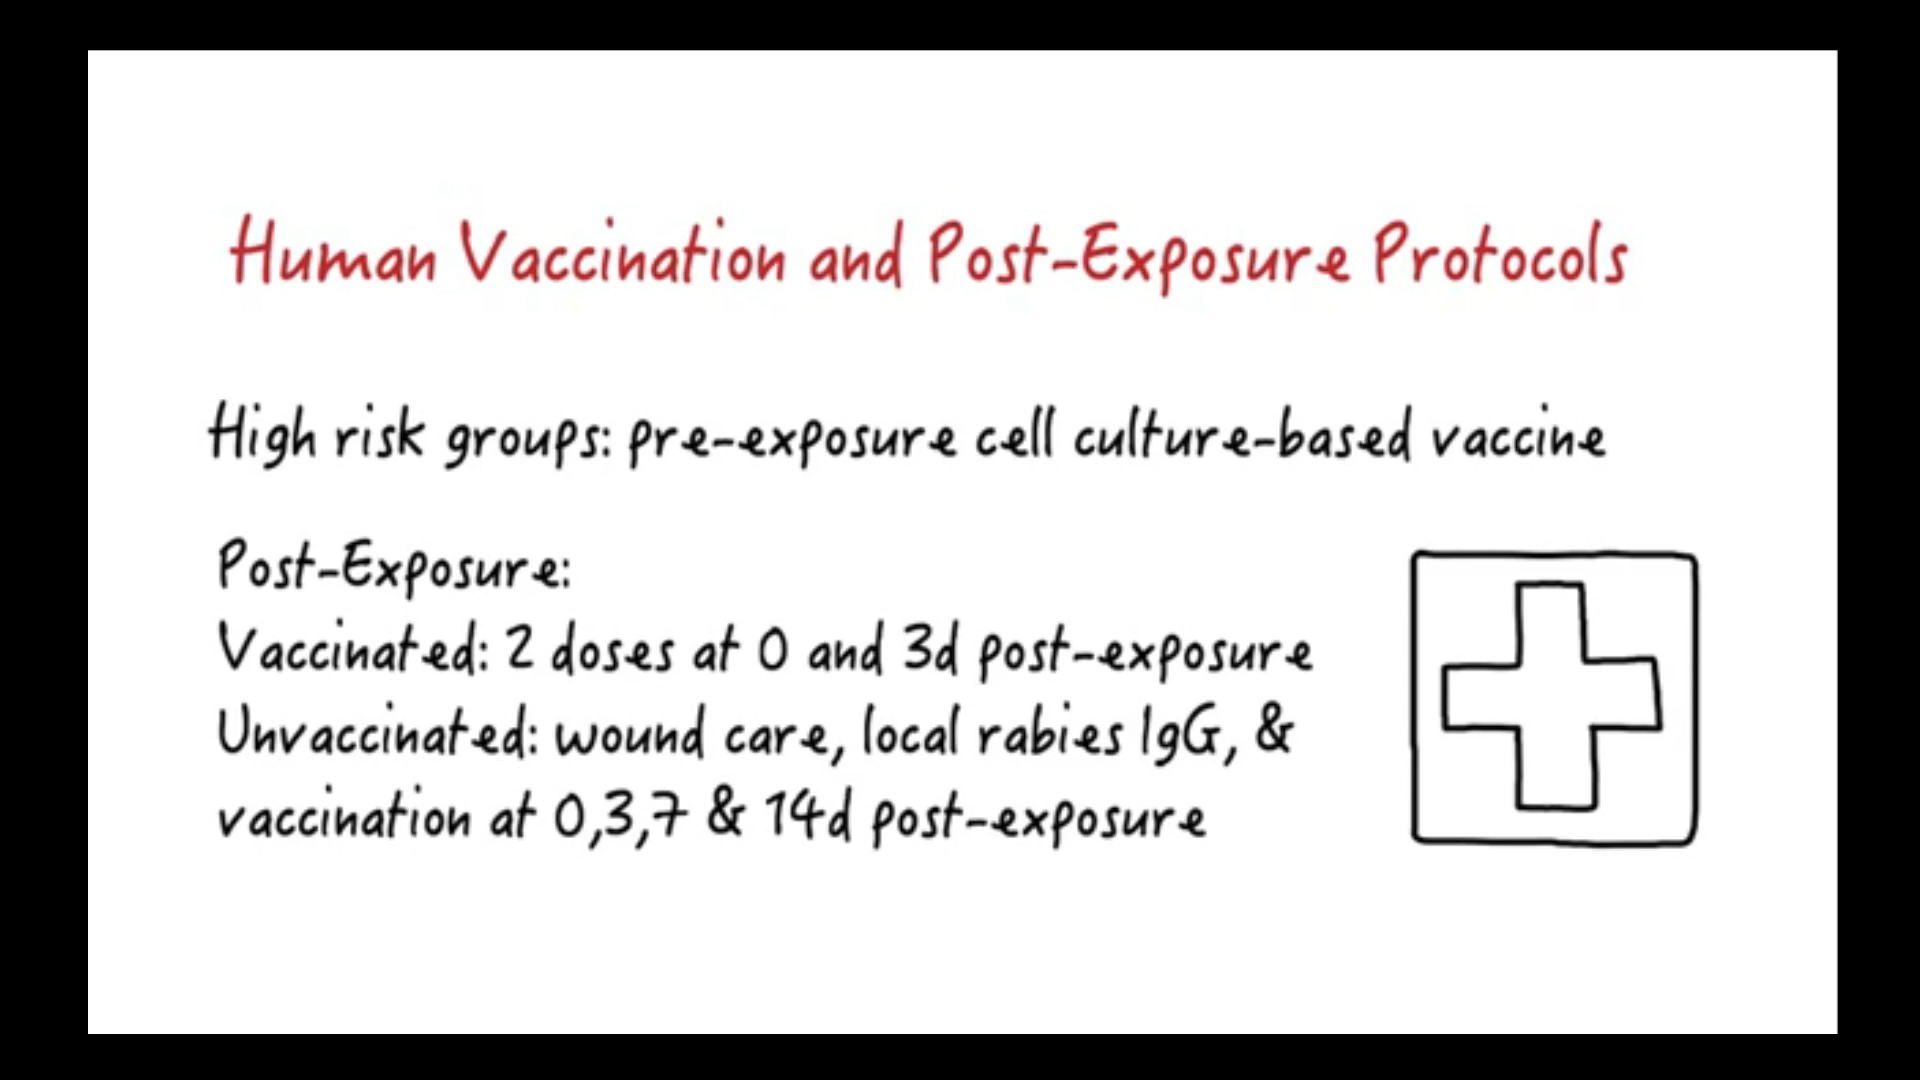 Human Vaccination and Post-Exposure Protocols
High risk groups: pre-exposure cell culture-based vaccine
Post-Exposure:
Vaccinated: 2 doses at 0 and 3d post-exposure
Unvaccinated: wound care, local rabies IgG, &
vaccination at 0,3,7 & 14d post-exposure